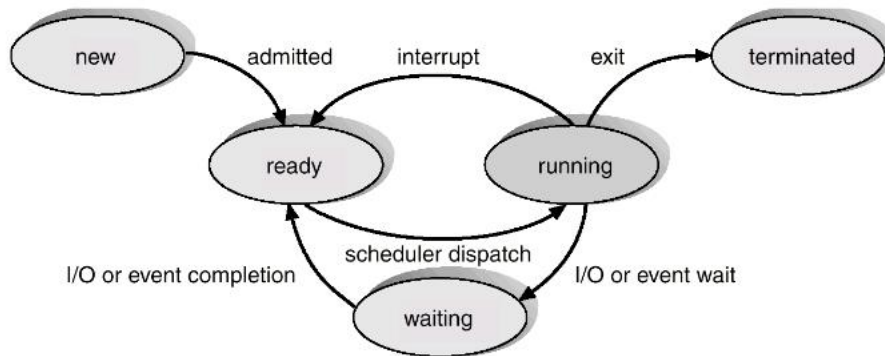 new
admitted
interrupt
exit
terminated
ready
running
scheduler dispatch
I/O or event completion
I/O or event wait
waiting